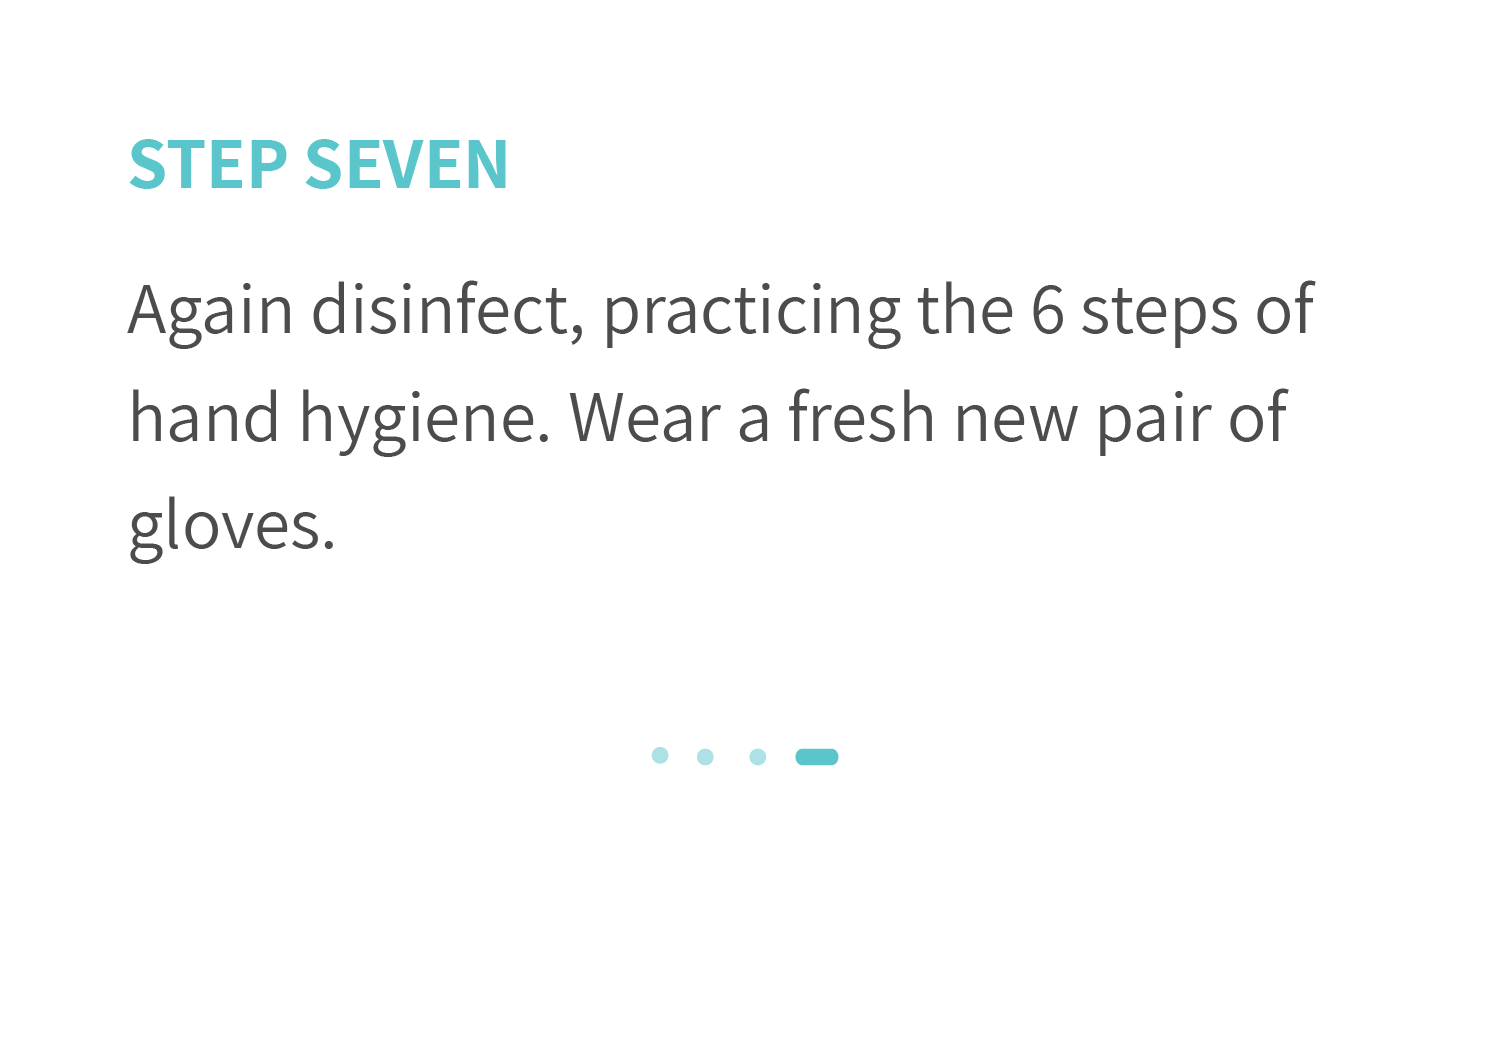 STEP SEVEN
Again disinfect, practicing the 6 steps of
hand hygiene. Wear a fresh new pair of
gloves.